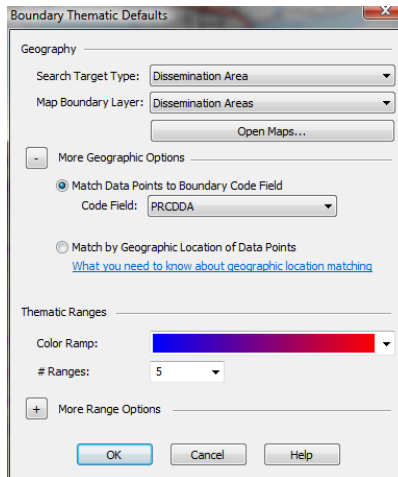 Boundary Thematic Defaults
Geography
Search Target Type: Dissemination Area
Map Boundary Layer: Dissemination Areas
Open Maps...
- More Geographic Options
Match Data Points to Boundary Code Field
Code Field: PRCDDA
Match by Geographic Location of Data Points
What you need to know about geographic location matching
Thematic Ranges
Color Ramp:
# Ranges: 5
+ More Range Options
OK Cancel Help